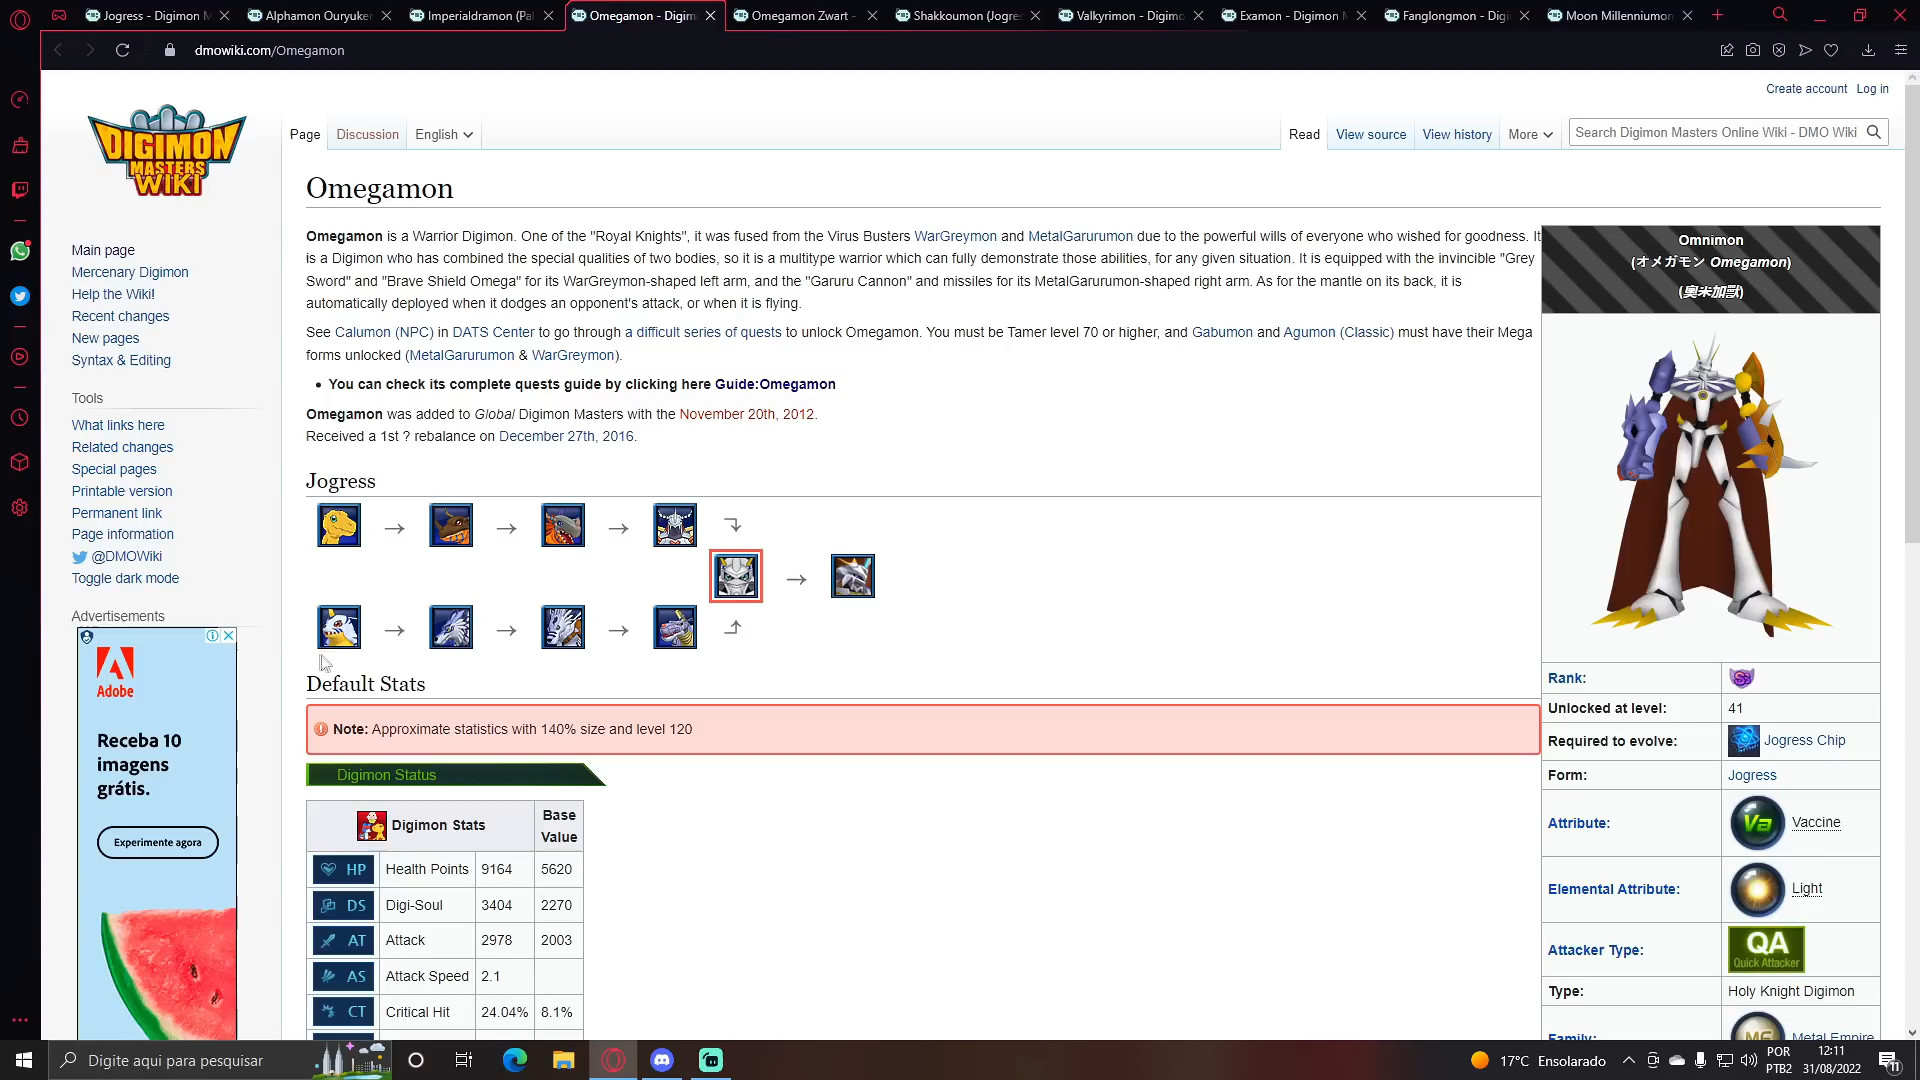 Jogress - Digimon M
Alphamon Ouryuken
Imperialdramon (Pal
Omegamon - Digim
Omegamon Zwart -
Shakkoumon (Jogre
Valkyrimon - Digimo
Examon - Digimon M
Fanglongmon - Digi
Moon Millenniumon
dmowiki.com/Omegamon
Create account Log in
DIGIMON
MASTERS
WIKI
Page Discussion English
Read View source View history More
Search Digimon Masters Online Wiki - DMO Wiki
Main page
Mercenary Digimon
Help the Wiki!
Recent changes
New pages
Syntax & Editing
Tools
What links here
Related changes
Special pages
Printable version
Permanent link
Page information
@DMOWiki
Toggle dark mode
Advertisements
Adobe
Receba 10
imagens
grátis.
Experimente agora
Omegamon
Omegamon is a Warrior Digimon. One of the "Royal Knights", it was fused from the Virus Busters WarGreymon and MetalGarurumon due to the powerful wills of everyone who wished for goodness. It
is a Digimon who has combined the special qualities of two bodies, so it is a multitype warrior which can fully demonstrate those abilities, for any given situation. It is equipped with the invincible "Grey
Sword" and "Brave Shield Omega" for its WarGreymon-shaped left arm, and the "Garuru Cannon" and missiles for its MetalGarurumon-shaped right arm. As for the mantle on its back, it is
automatically deployed when it dodges an opponent's attack, or when it is flying.
See Calumon (NPC) in DATS Center to go through a difficult series of quests to unlock Omegamon. You must be Tamer level 70 or higher, and Gabumon and Agumon (Classic) must have their Mega
forms unlocked (MetalGarurumon & WarGreymon).
• You can check its complete quests guide by clicking here Guide:Omegamon
Omegamon was added to Global Digimon Masters with the November 20th, 2012.
Received a 1st ? rebalance on December 27th, 2016.
Jogress
Default Stats
Note: Approximate statistics with 140% size and level 120
Digimon Status
Digimon Stats Base Value
HP Health Points 9164 5620
DS Digi-Soul 3404 2270
AT Attack 2978 2003
AS Attack Speed 2.1
CT Critical Hit 24.04% 8.1%
Omnimon
(オメガモン Omegamon)
(奧米加獸)
Rank: SS
Unlocked at level: 41
Required to evolve: Jogress Chip
Form: Jogress
Attribute: Va Vaccine
Elemental Attribute: Light
Attacker Type: QA Quick Attacker
Type: Holy Knight Digimon
Family: ME Metal Empire
Digite aqui para pesquisar
17°C Ensolarado
POR
PTB2
12:11
31/08/2022
11